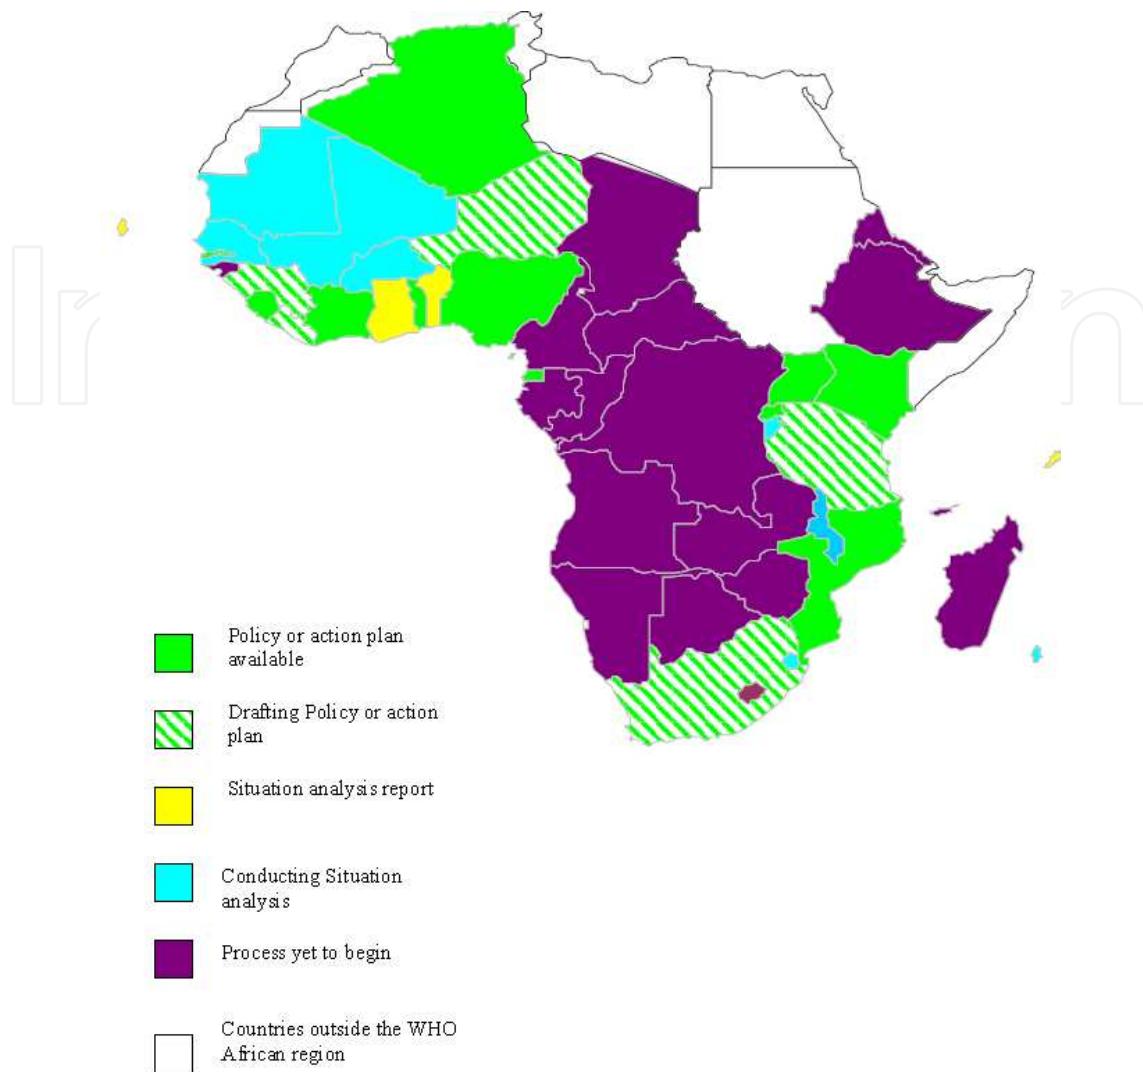 Policy or action plan
available
Drafting Policy or action
plan
Situation analysis report
Conducting Situation
analysis
Process yet to begin
Countries outside the WHO
African region